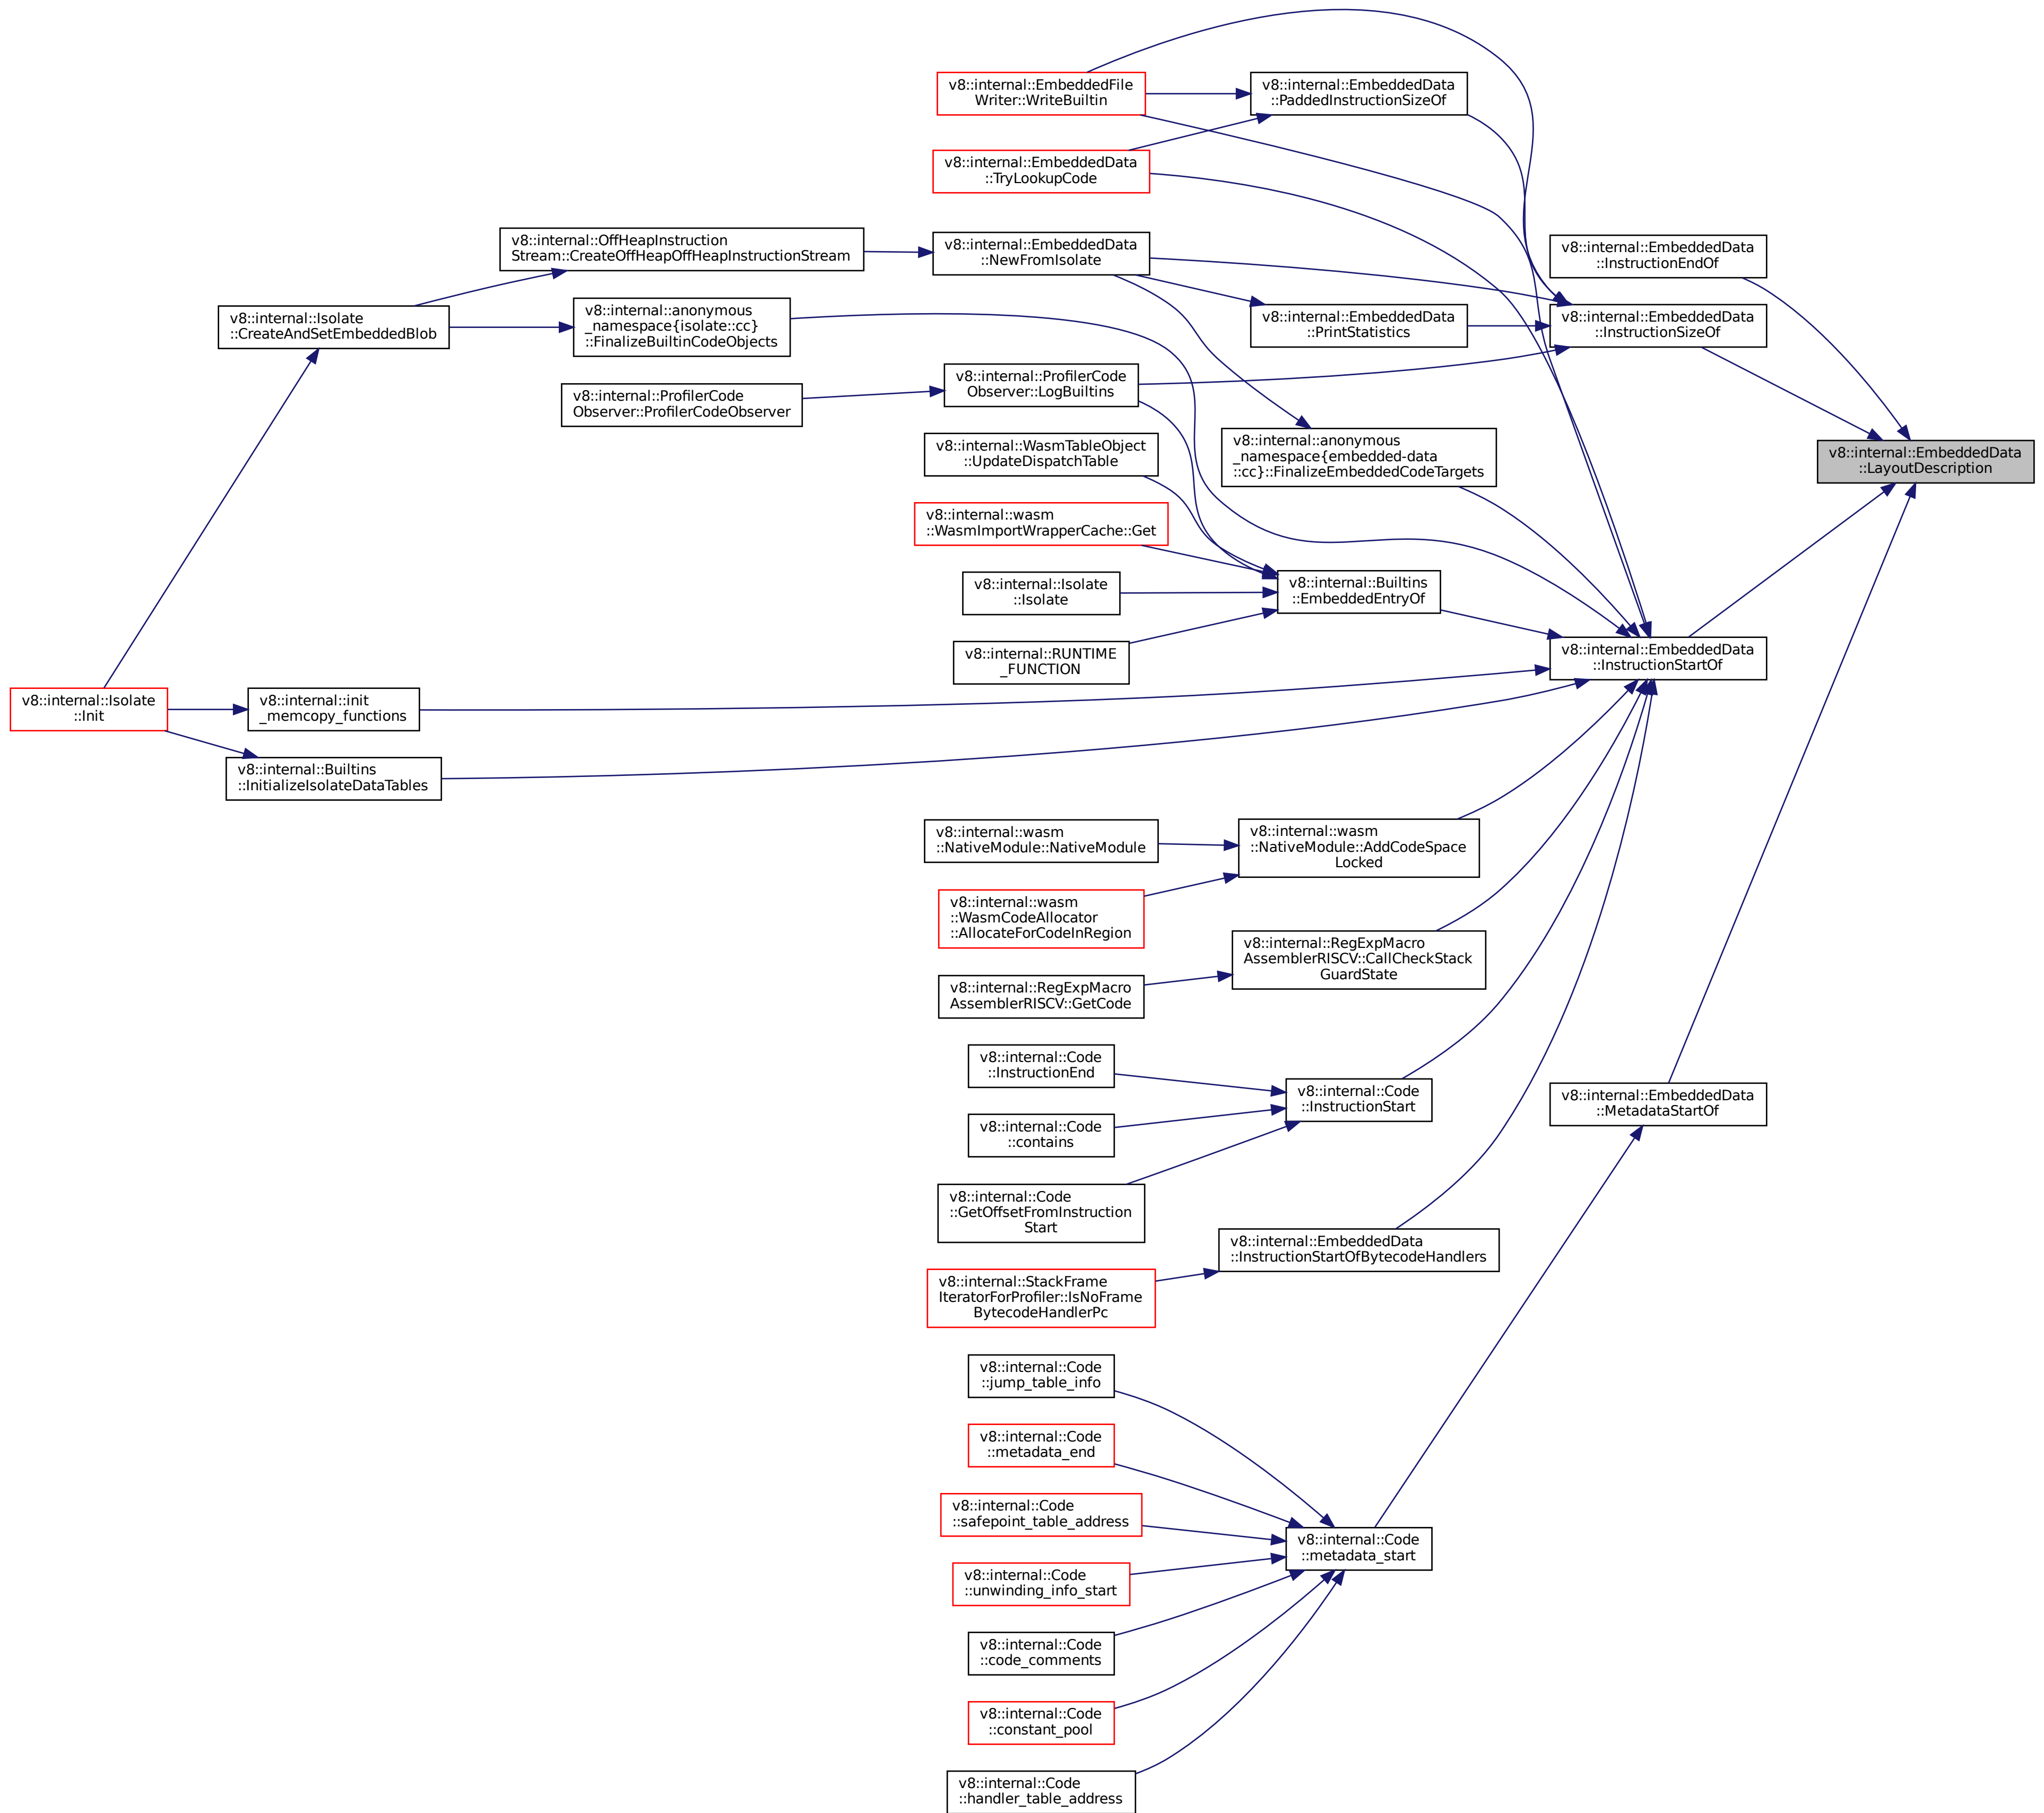 v8::internal::EmbeddedFile
Writer::WriteBuiltin
v8::internal::EmbeddedData
::PaddedInstructionSizeOf
v8::internal::EmbeddedData
::TryLookupCode
v8::internal::OffHeapInstruction
Stream::CreateOffHeapOffHeapInstructionStream
v8::internal::EmbeddedData
::NewFromIsolate
v8::internal::EmbeddedData
::InstructionEndOf
v8::internal::Isolate
::CreateAndSetEmbeddedBlob
v8::internal::anonymous
_namespace{isolate::cc}
::FinalizeBuiltinCodeObjects
v8::internal::EmbeddedData
::PrintStatistics
v8::internal::EmbeddedData
::InstructionSizeOf
v8::internal::ProfilerCode
Observer::ProfilerCodeObserver
v8::internal::ProfilerCode
Observer::LogBuiltins
v8::internal::WasmTableObject
::UpdateDispatchTable
v8::internal::anonymous
_namespace{embedded-data
::cc}::FinalizeEmbeddedCodeTargets
v8::internal::EmbeddedData
::LayoutDescription
v8::internal::wasm
::WasmImportWrapperCache::Get
v8::internal::Isolate
::Isolate
v8::internal::Builtins
::EmbeddedEntryOf
v8::internal::RUNTIME
_FUNCTION
v8::internal::EmbeddedData
::InstructionStartOf
v8::internal::Isolate
::Init
v8::internal::init
_memcopy_functions
v8::internal::Builtins
::InitializeIsolateDataTables
v8::internal::wasm
::NativeModule::NativeModule
v8::internal::wasm
::NativeModule::AddCodeSpace
Locked
v8::internal::wasm
::WasmCodeAllocator
::AllocateForCodeInRegion
v8::internal::RegExpMacro
AssemblerRISCV::CallCheckStack
GuardState
v8::internal::RegExpMacro
AssemblerRISCV::GetCode
v8::internal::Code
::InstructionEnd
v8::internal::Code
::InstructionStart
v8::internal::EmbeddedData
::MetadataStartOf
v8::internal::Code
::contains
v8::internal::Code
::GetOffsetFromInstruction
Start
v8::internal::EmbeddedData
::InstructionStartOfBytecodeHandlers
v8::internal::StackFrame
IteratorForProfiler::IsNoFrame
BytecodeHandlerPc
v8::internal::Code
::jump_table_info
v8::internal::Code
::metadata_end
v8::internal::Code
::safepoint_table_address
v8::internal::Code
::metadata_start
v8::internal::Code
::unwinding_info_start
v8::internal::Code
::code_comments
v8::internal::Code
::constant_pool
v8::internal::Code
::handler_table_address